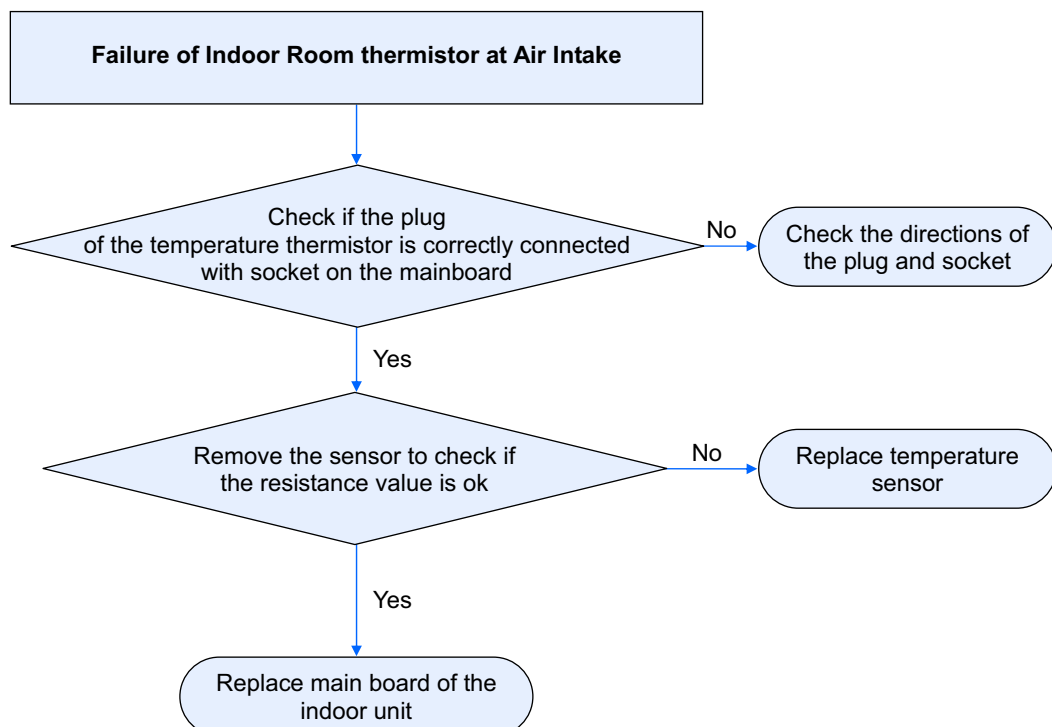 Failure of Indoor Room thermistor at Air Intake
Check if the plug
of the temperature thermistor is correctly connected
with socket on the mainboard
No
Check the directions of
the plug and socket
Yes
Remove the sensor to check if
the resistance value is ok
No
Replace temperature
sensor
Yes
Replace main board of the
indoor unit